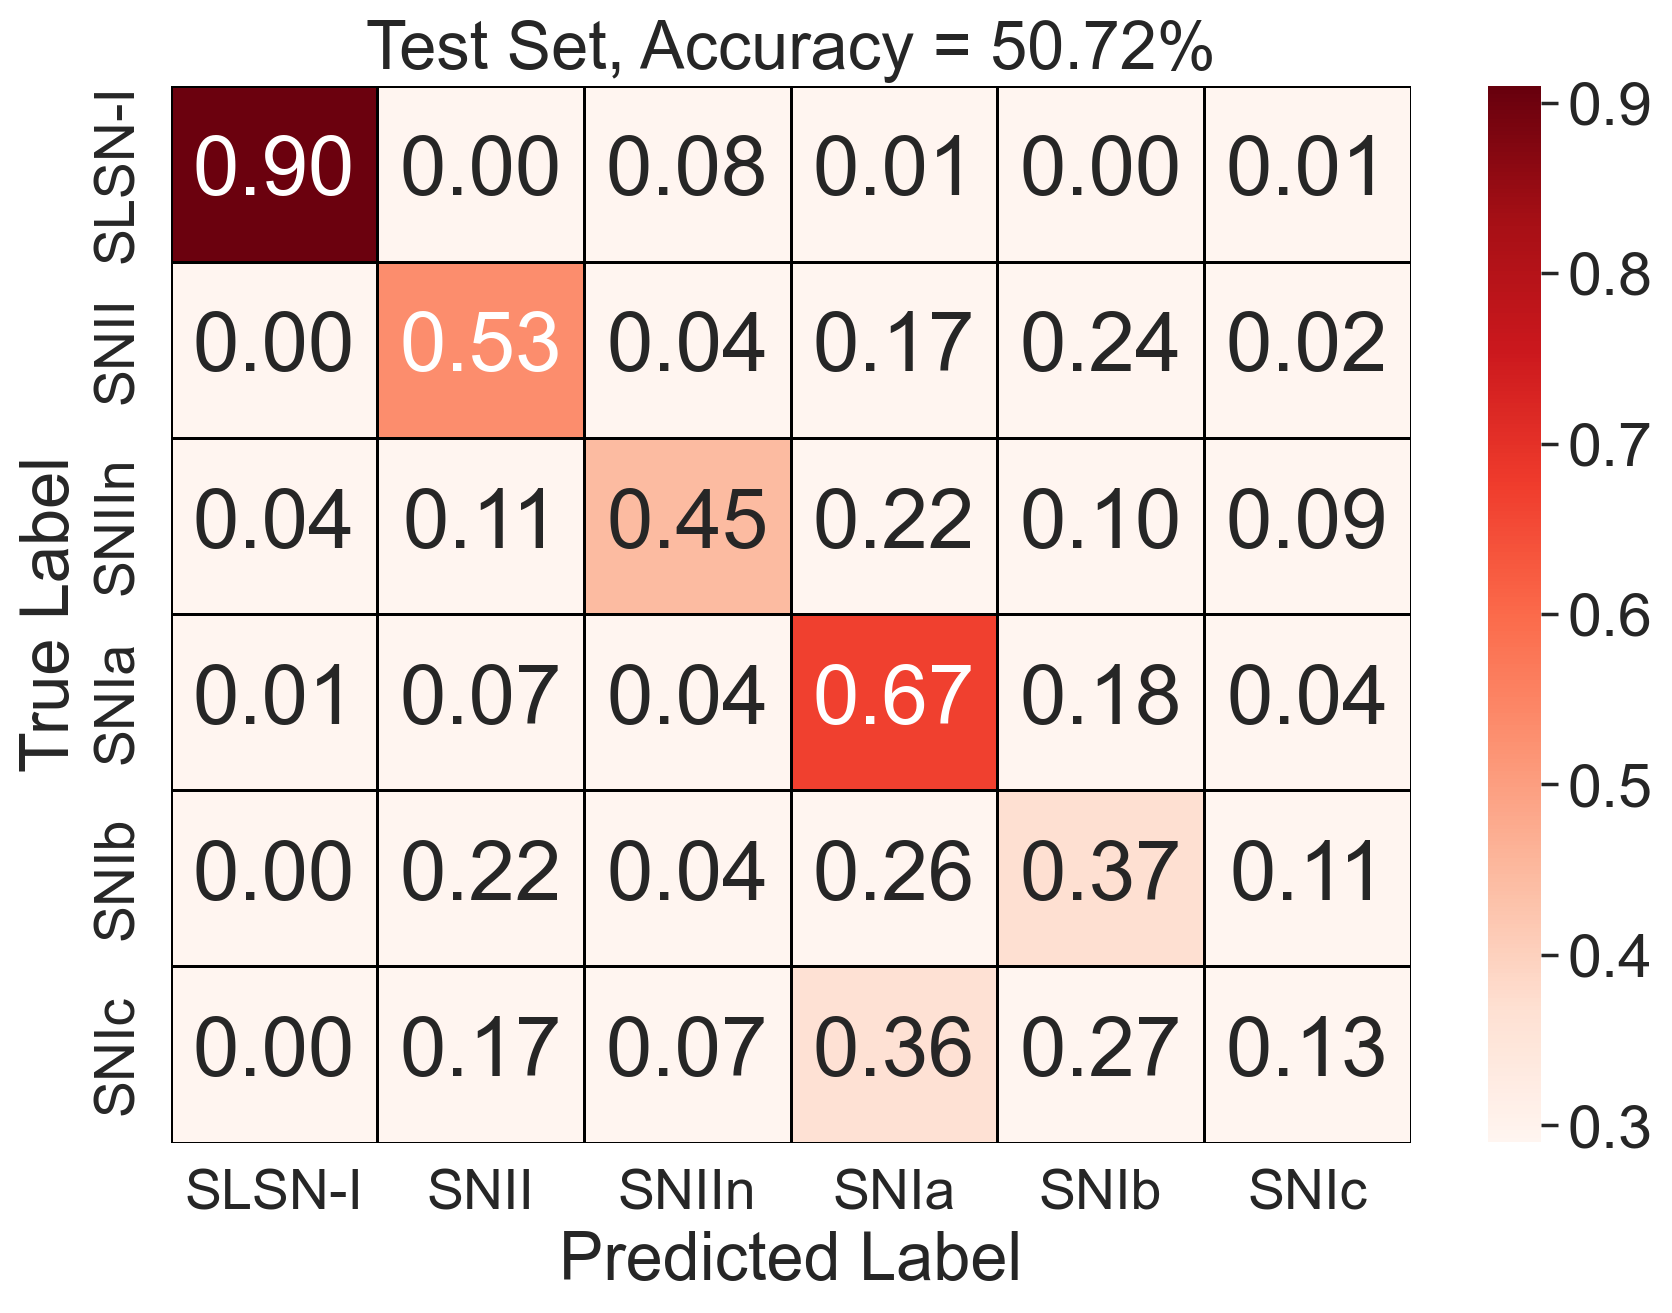 Test Set, Accuracy = 50.72%
SLSN-I 0.90 0.00 0.08 0.01 0.00 0.01
SNII 0.00 0.53 0.04 0.17 0.24 0.02
SNIIn 0.04 0.11 0.45 0.22 0.10 0.09
SNIa 0.01 0.07 0.04 0.67 0.18 0.04
SNIb 0.00 0.22 0.04 0.26 0.37 0.11
SNIc 0.00 0.17 0.07 0.36 0.27 0.13
True Label
SLSN-I SNII SNIIn SNIa SNIb SNIc
Predicted Label
0.9
0.8
0.7
0.6
0.5
0.4
0.3